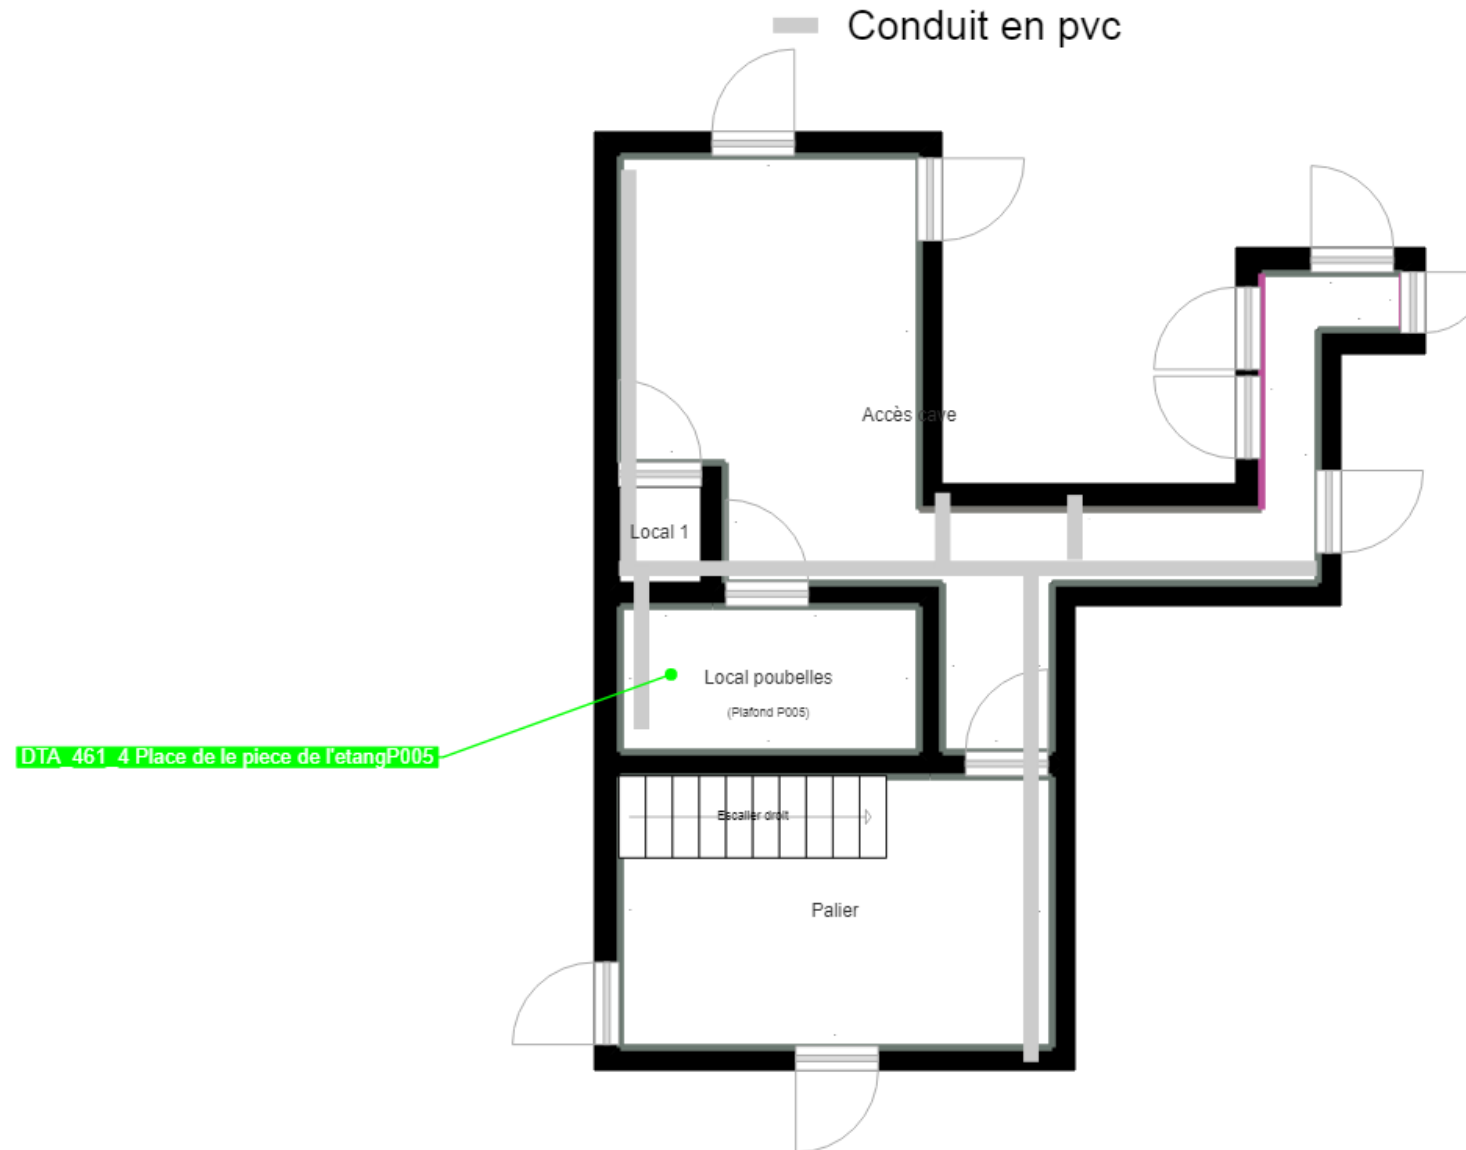 Conduit en pvc
Accès cave
Local 1
Local poubelles
(Plafond P005)
DTA_461_4 Place de le piece de l'etangP005
Escalier droit
Palier